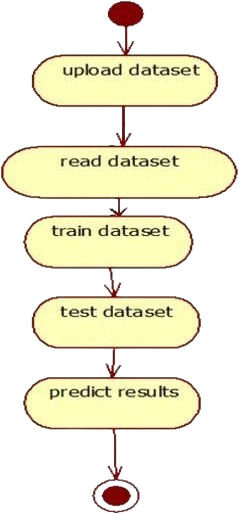 upload dataset
read dataset
train dataset
test dataset
predict results